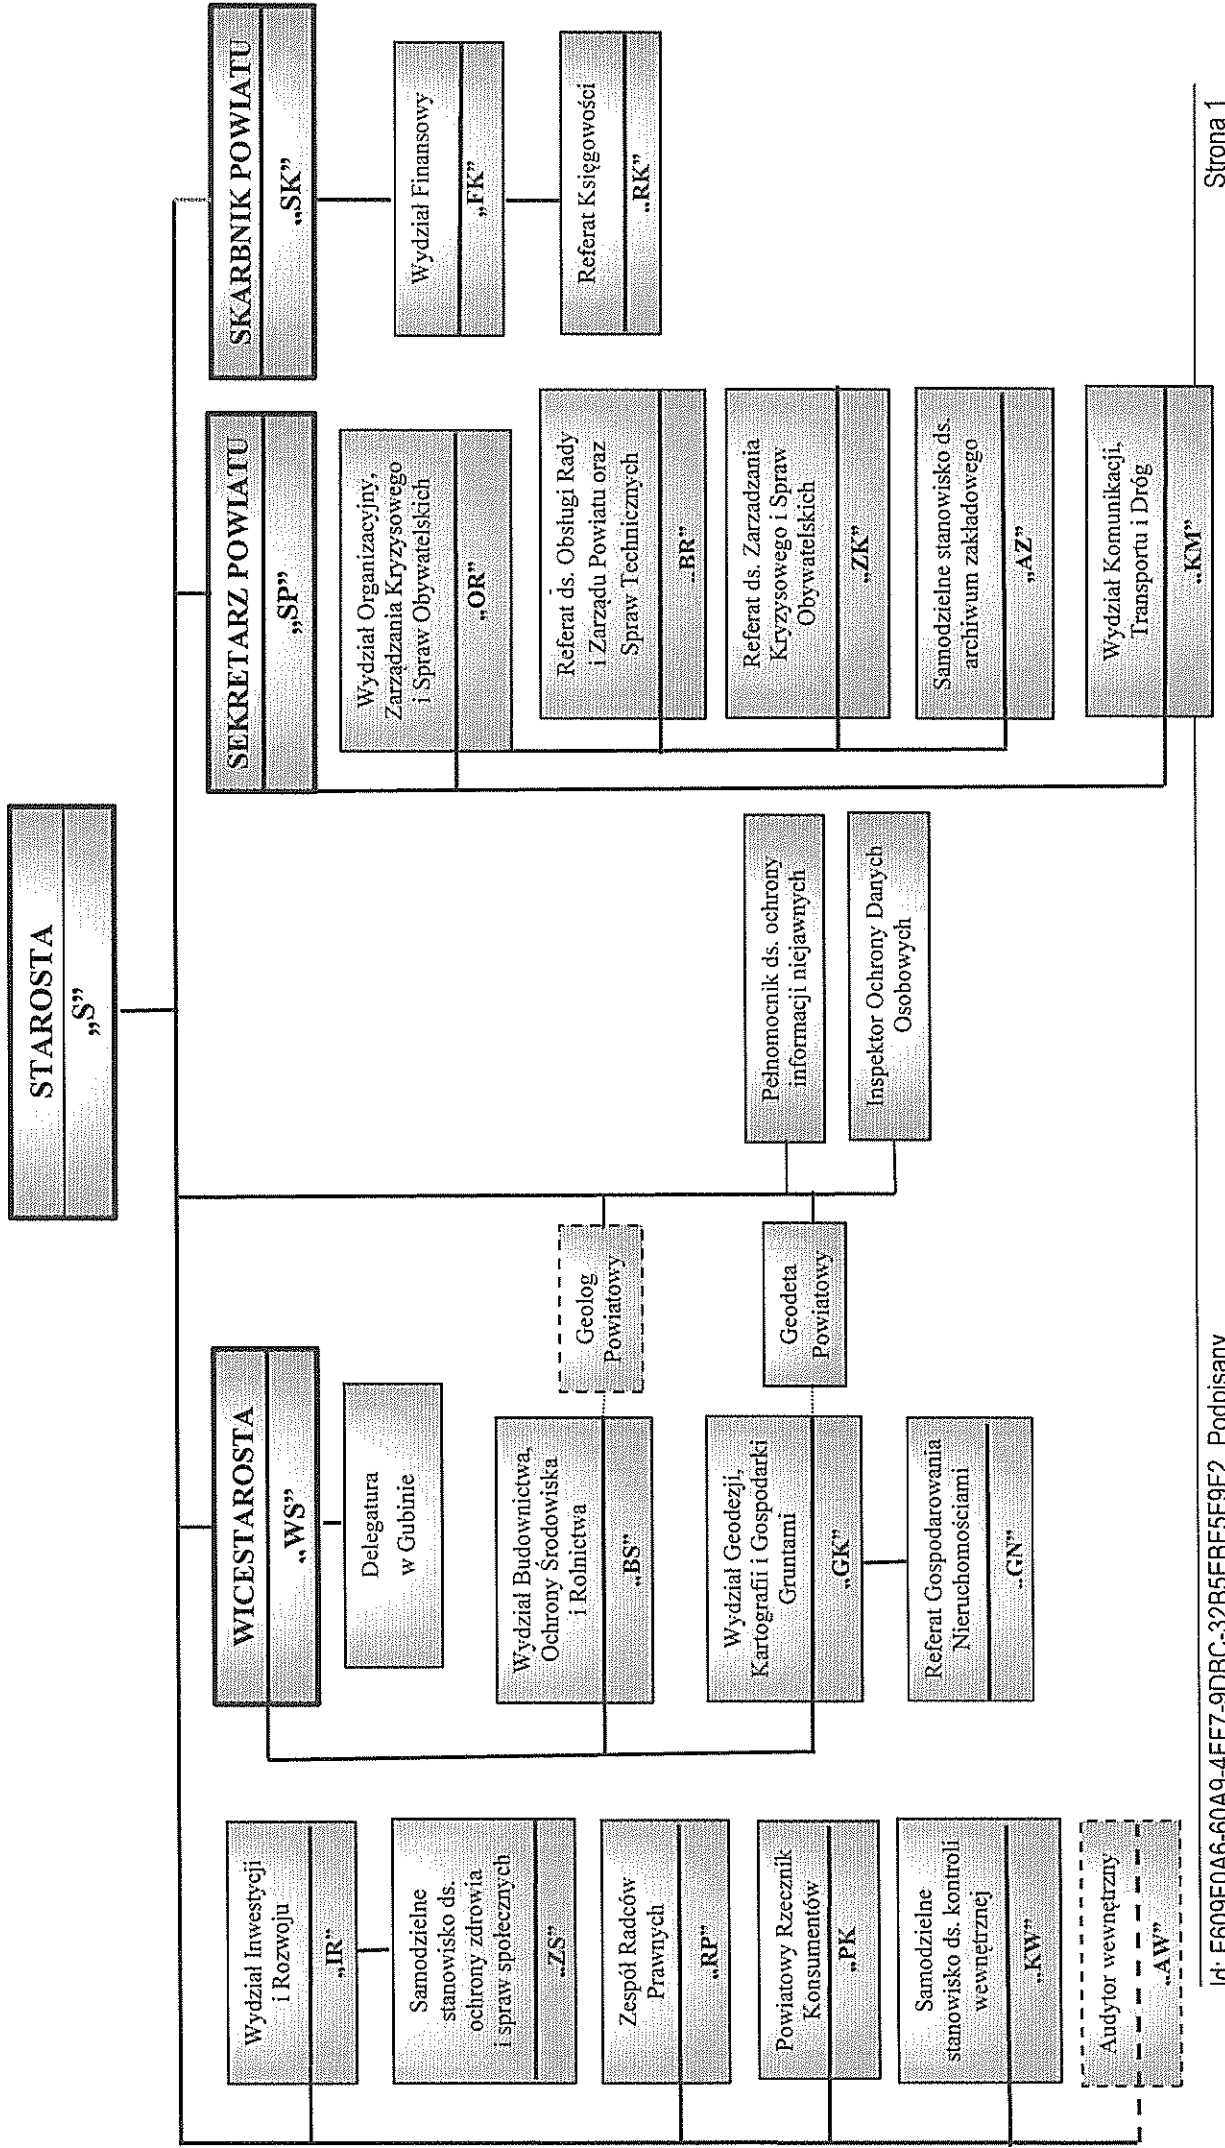 STAROSTA
„S”
WICESTAROSTA
„WS”
SEKRETARZ POWIATU
„SP”
SKARBNIK POWIATU
„SK”
Wydział Inwestycji
i Rozwoju
„IR”
Samodzielne
stanowisko ds.
ochrony zdrowia
i spraw społecznych
„ZS”
Zespół Radców
Prawnych
„RP”
Powiatowy Rzecznik
Konsumentów
„PK
Samodzielne
stanowisko ds. kontroli
wewnętrznej
„KW”
Audytor wewnętrzny
„AW”
Delegatura
w Gubinie
Wydział Budownictwa,
Ochrony Środowiska
i Rolnictwa
„BS”
Wydział Geodezji,
Kartografii i Gospodarki
Gruntami
„GK”
Referat Gospodarowania
Nieruchomościami
„GN”
Geolog
Powiatowy
Geodeta
Powiatowy
Pełnomocnik ds. ochrony
informacji niejawnych
Inspektor Ochrony Danych
Osobowych
Wydział Organizacyjny,
Zarządzania Kryzysowego
i Spraw Obywatelskich
„OR”
Referat ds. Obsługi Rady
i Zarządu Powiatu oraz
Spraw Technicznych
„BR”
Referat ds. Zarzadzania
Kryzysowego i Spraw
Obywatelskich
„ZK”
Samodzielne stanowisko ds.
archiwum zakładowego
„AZ”
Wydział Komunikacji,
Transportu i Dróg
„KM”
Wydział Finansowy
„FK”
Referat Księgowości
„RK”
Podpisany
Strona 1